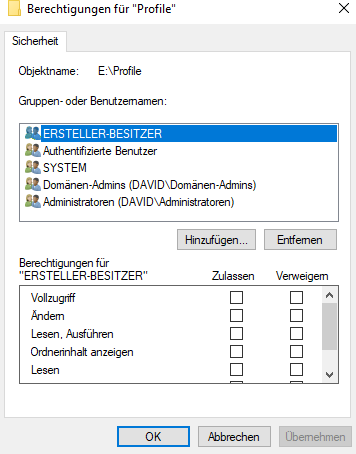 Berechtigungen für "Profile"
Sicherheit
Objektname: E:\Profile
Gruppen- oder Benutzernamen:
ERSTELLER-BESITZER
Authentifizierte Benutzer
SYSTEM
Domänen-Admins (DAVID\Domänen-Admins)
Administratoren (DAVID\Administratoren)
Hinzufügen... Entfernen
Berechtigungen für
"ERSTELLER-BESITZER" Zulassen Verweigern
Vollzugriff
Ändern
Lesen, Ausführen
Ordnerinhalt anzeigen
Lesen
OK Abbrechen Übernehmen